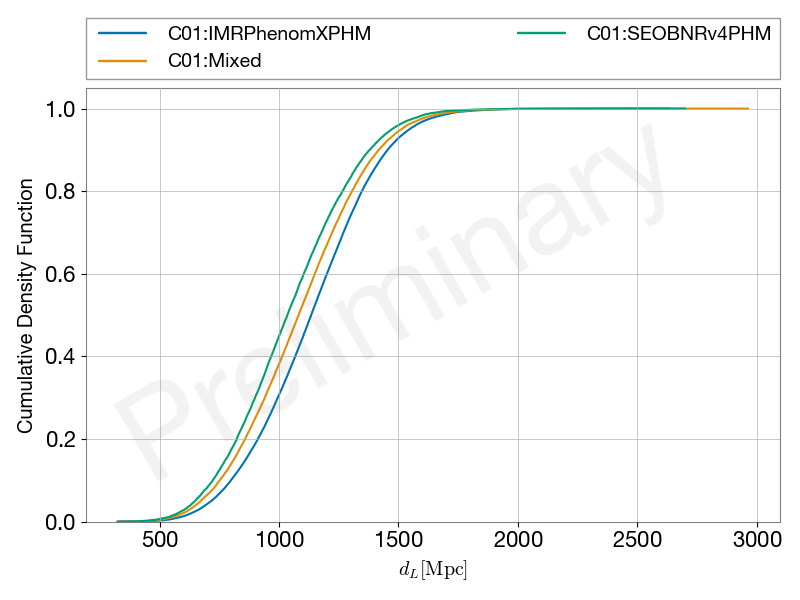 C01:IMRPhenomXPHM
C01:Mixed
C01:SEOBNRv4PHM
Preliminary
Cumulative Density Function
1.0
0.8
0.6
0.4
0.2
0.0
500 1000 1500 2000 2500 3000
d_L[Mpc]